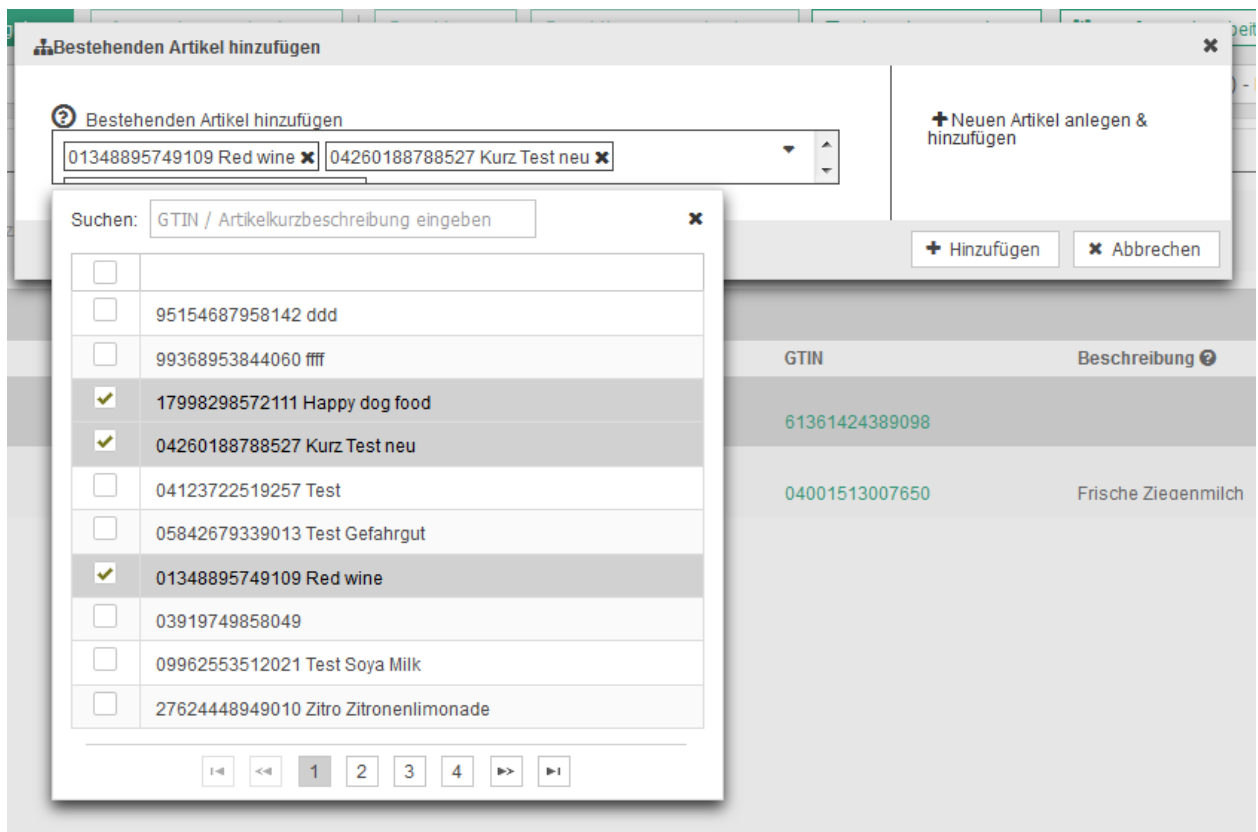 Bestehenden Artikel hinzufügen
Bestehenden Artikel hinzufügen
01348895749109 Red wine
04260188788527 Kurz Test neu
Neuen Artikel anlegen &
hinzufügen
Suchen:
GTIN / Artikelkurzbeschreibung eingeben
Hinzufügen
Abbrechen
95154687958142 ddd
99368953844060 ffff
17998298572111 Happy dog food
04260188788527 Kurz Test neu
04123722519257 Test
05842679339013 Test Gefahrgut
01348895749109 Red wine
03919749858049
09962553512021 Test Soya Milk
27624448949010 Zitro Zitronenlimonade
1 2 3 4
GTIN
Beschreibung
61361424389098
04001513007650
Frische Ziegenmilch